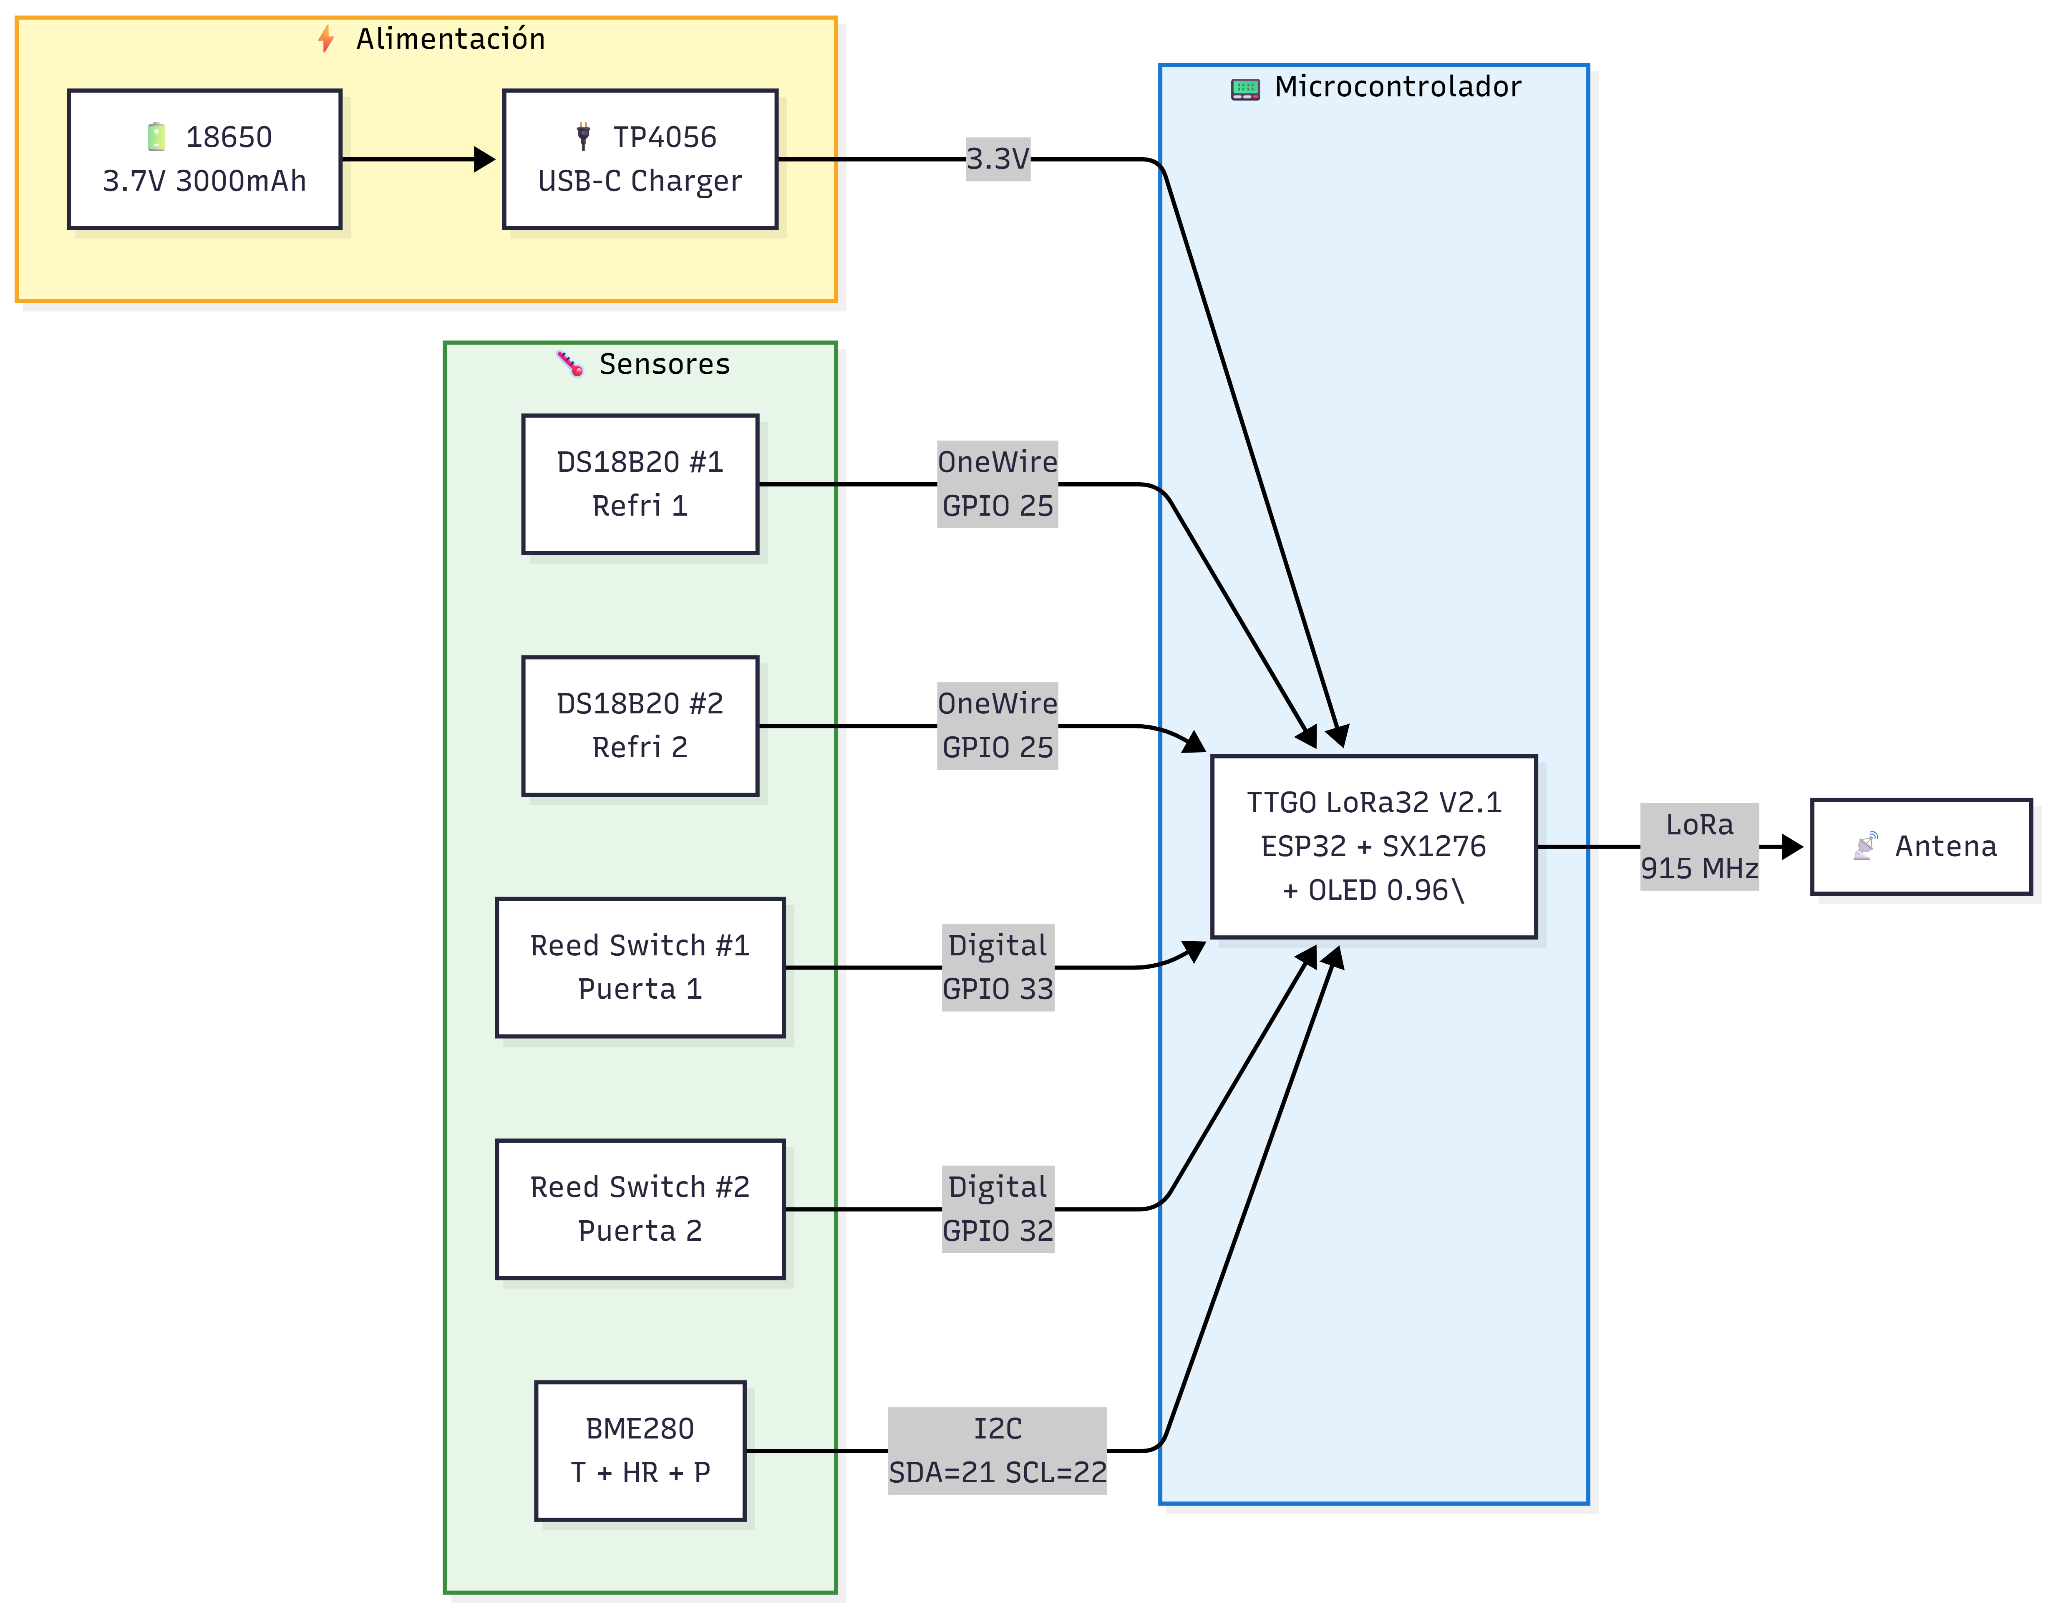 Alimentación
18650
3.7V 3000mAh
TP4056
USB-C Charger
3.3V
Microcontrolador
Sensores
DS18B20 #1
Refri 1
OneWire
GPIO 25
DS18B20 #2
Refri 2
OneWire
GPIO 25
TTGO LoRa32 V2.1
ESP32 + SX1276
+ OLED 0.96\
LoRa
915 MHz
Antena
Reed Switch #1
Puerta 1
Digital
GPIO 33
Reed Switch #2
Puerta 2
Digital
GPIO 32
BME280
T + HR + P
I2C
SDA=21 SCL=22